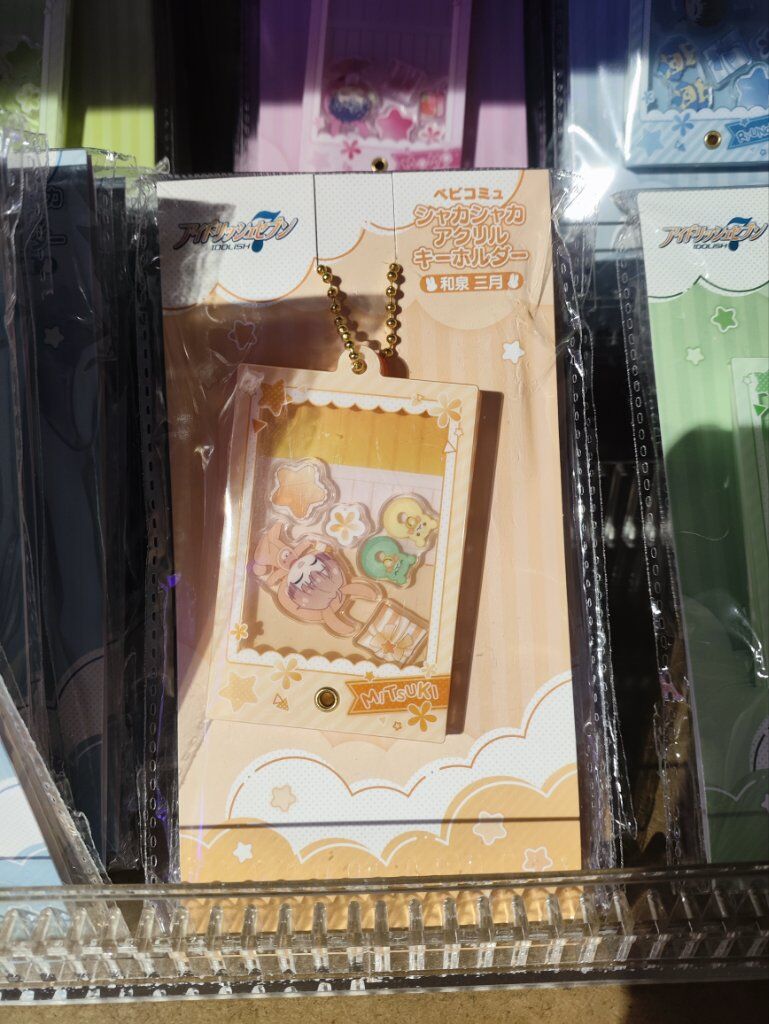 アイドリッシュセブン
IDOLiSH7
ベビコミュ
シャカシャカ
アクリル
キーホルダー
和泉 三月
MITSUKI
アイドリッシュセブン
IDOLiSH7